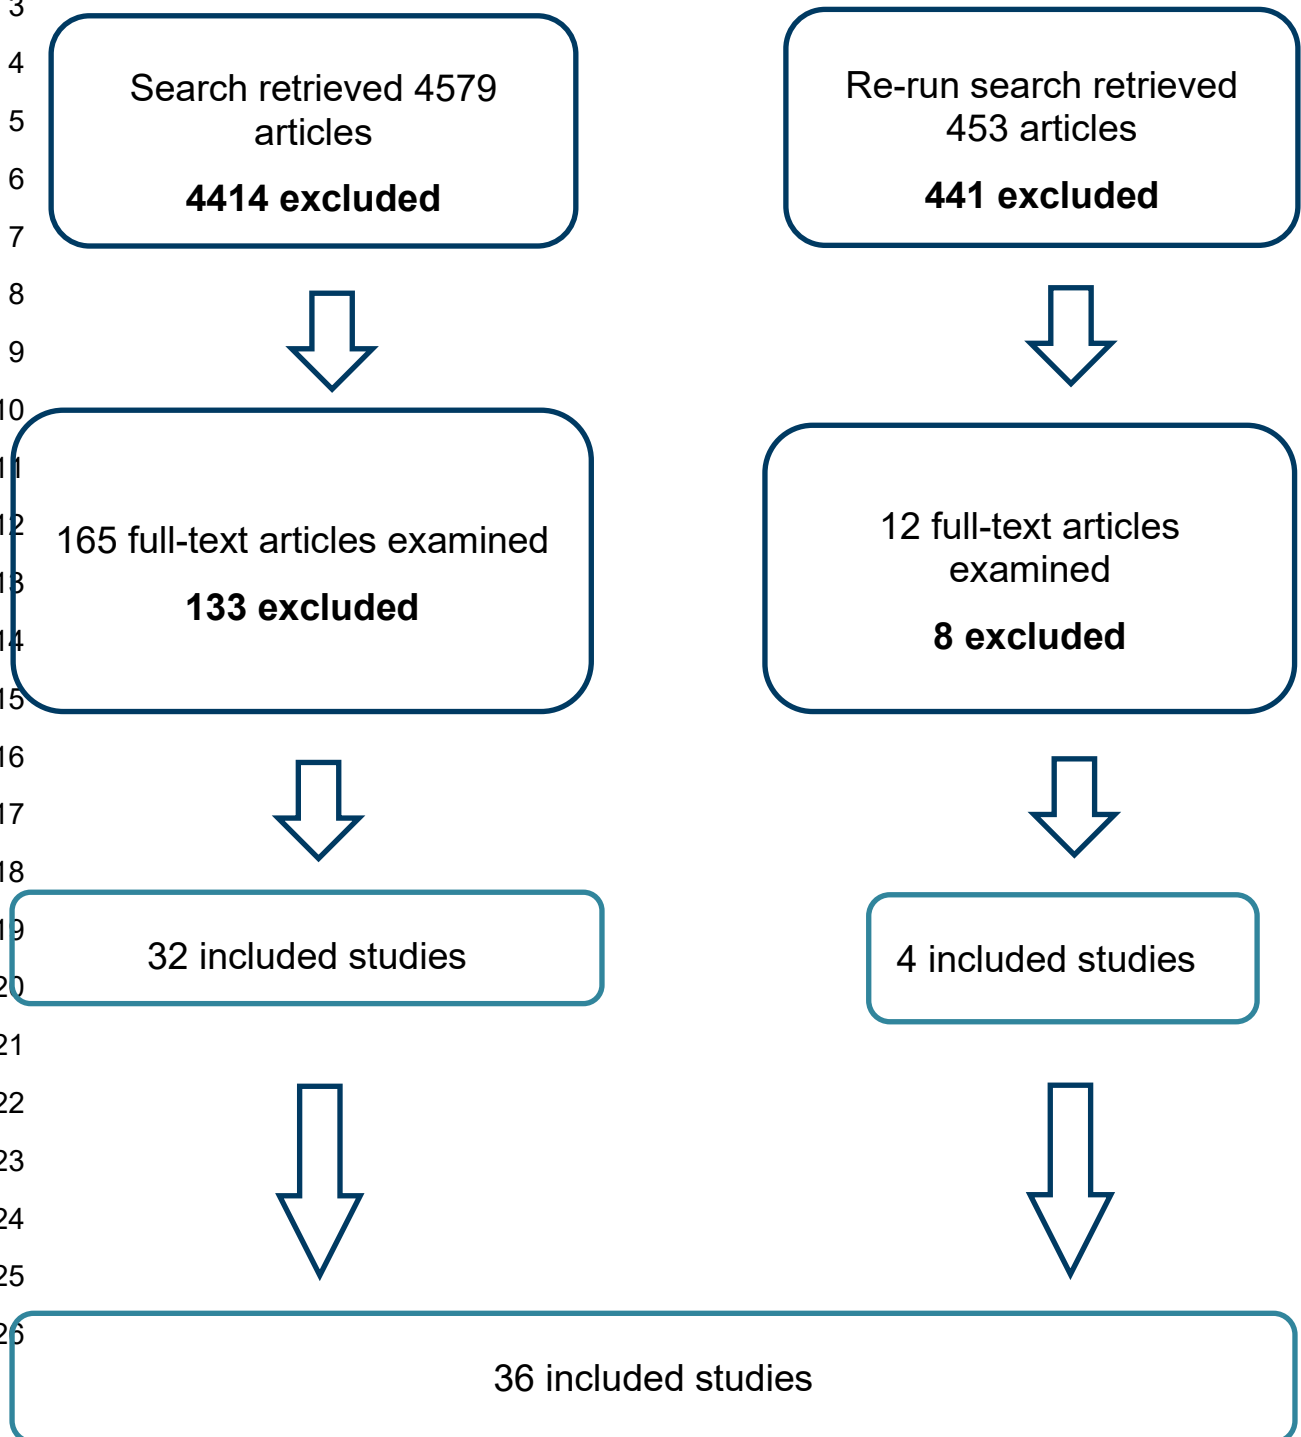 3
4
5
6
7
8
9
10
11
12
13
14
15
16
17
18
19
20
21
22
23
24
25
26
Search retrieved 4579
articles
4414 excluded
Re-run search retrieved
453 articles
441 excluded
165 full-text articles examined
133 excluded
12 full-text articles
examined
8 excluded
32 included studies
4 included studies
36 included studies